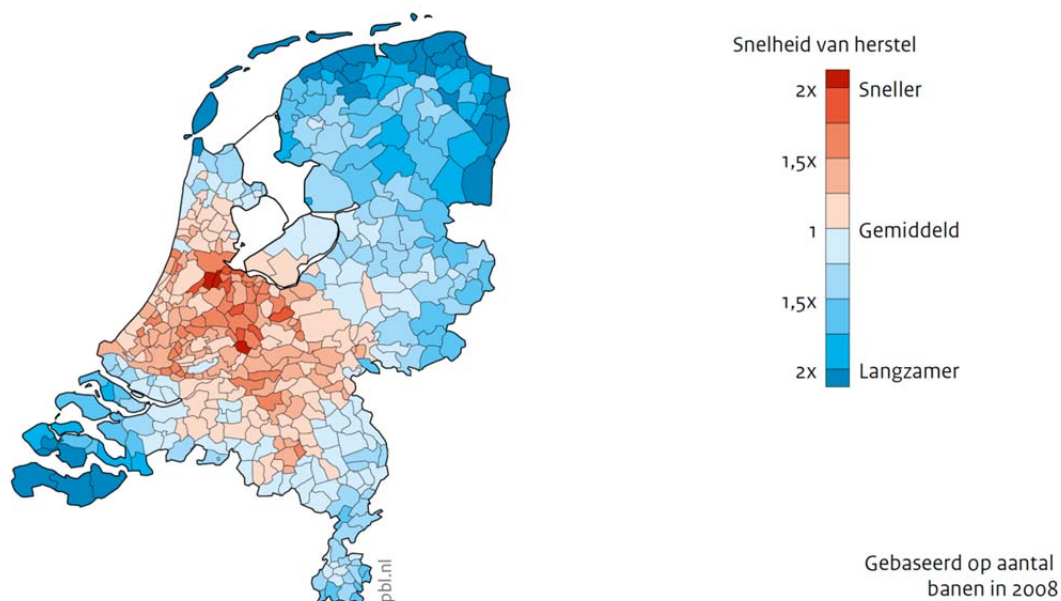 Snelheid van herstel
2x Sneller
1,5x
1 Gemiddeld
1,5x
2x Langzamer
pbl.nl
Gebaseerd op aantal
banen in 2008